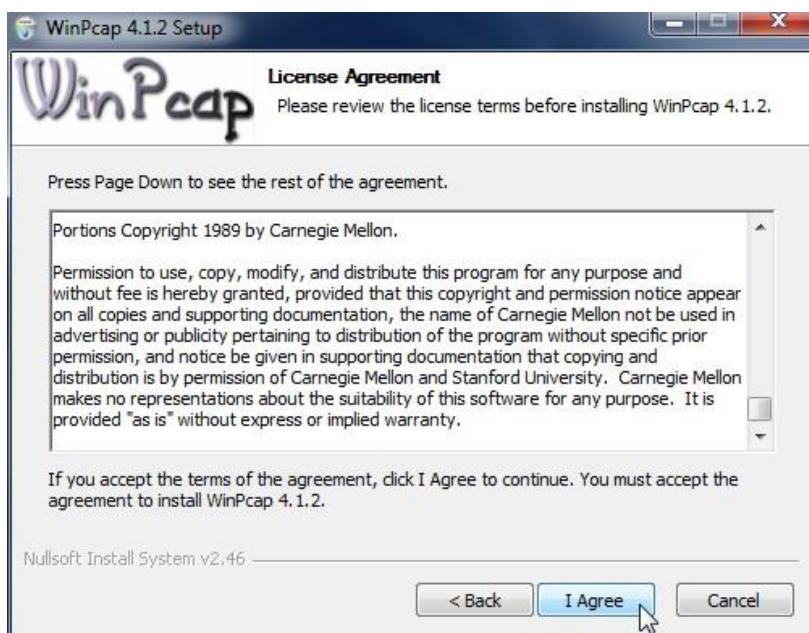 WinPcap 4.1.2 Setup
WinPcap
License Agreement
Please review the license terms before installing WinPcap 4.1.2.
Press Page Down to see the rest of the agreement.
Portions Copyright 1989 by Carnegie Mellon.
Permission to use, copy, modify, and distribute this program for any purpose and
without fee is hereby granted, provided that this copyright and permission notice appear
on all copies and supporting documentation, the name of Carnegie Mellon not be used in
advertising or publicity pertaining to distribution of the program without specific prior
permission, and notice be given in supporting documentation that copying and
distribution is by permission of Carnegie Mellon and Stanford University.  Carnegie Mellon
makes no representations about the suitability of this software for any purpose.  It is
provided "as is" without express or implied warranty.
If you accept the terms of the agreement, click I Agree to continue. You must accept the
agreement to install WinPcap 4.1.2.
Nullsoft Install System v2.46
< Back
I Agree
Cancel